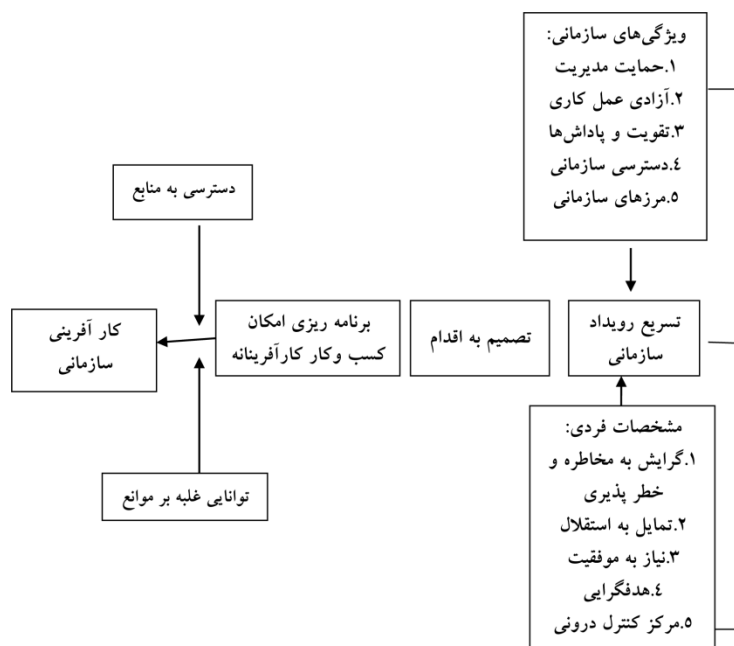 ویژگی‌های سازمانی:
۱.حمایت مدیریت
۲.آزادی عمل کاری
۳.تقویت و پاداش‌ها
٤.دسترسی سازمانی
٥.مرزهای سازمانی
دسترسی به منابع
تسریع رویداد
سازمانی
تصمیم به اقدام
برنامه ریزی امکان
کسب وکار کارآفرینانه
کار آفرینی
سازمانی
توانایی غلبه بر موانع
مشخصات فردی:
۱.گرایش به مخاطره و
خطر پذیری
۲.تمایل به استقلال
۳.نیاز به موفقیت
٤.هدفگرایی
٥.مرکز کنترل درونی